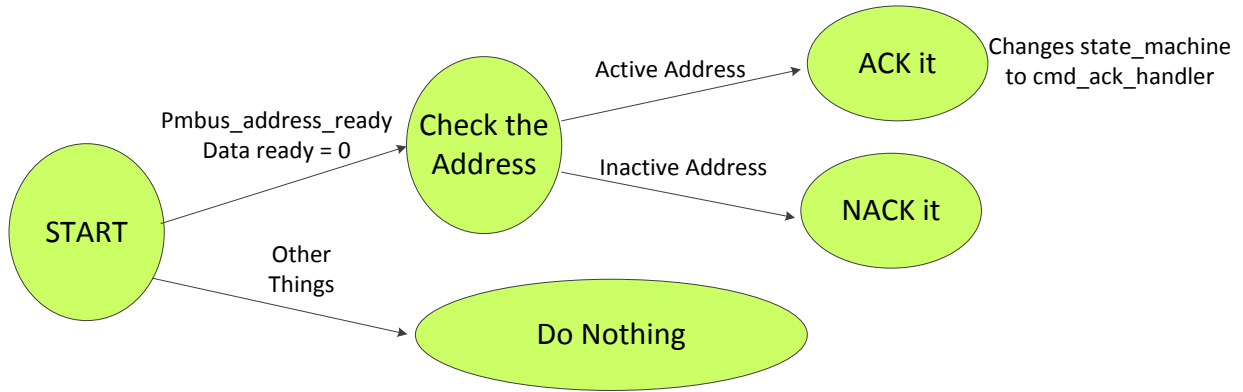 START
Pmbus_address_ready
Data ready = 0
Check the
Address
Active Address
ACK it
Changes state_machine
to cmd_ack_handler
Inactive Address
NACK it
Other
Things
Do Nothing